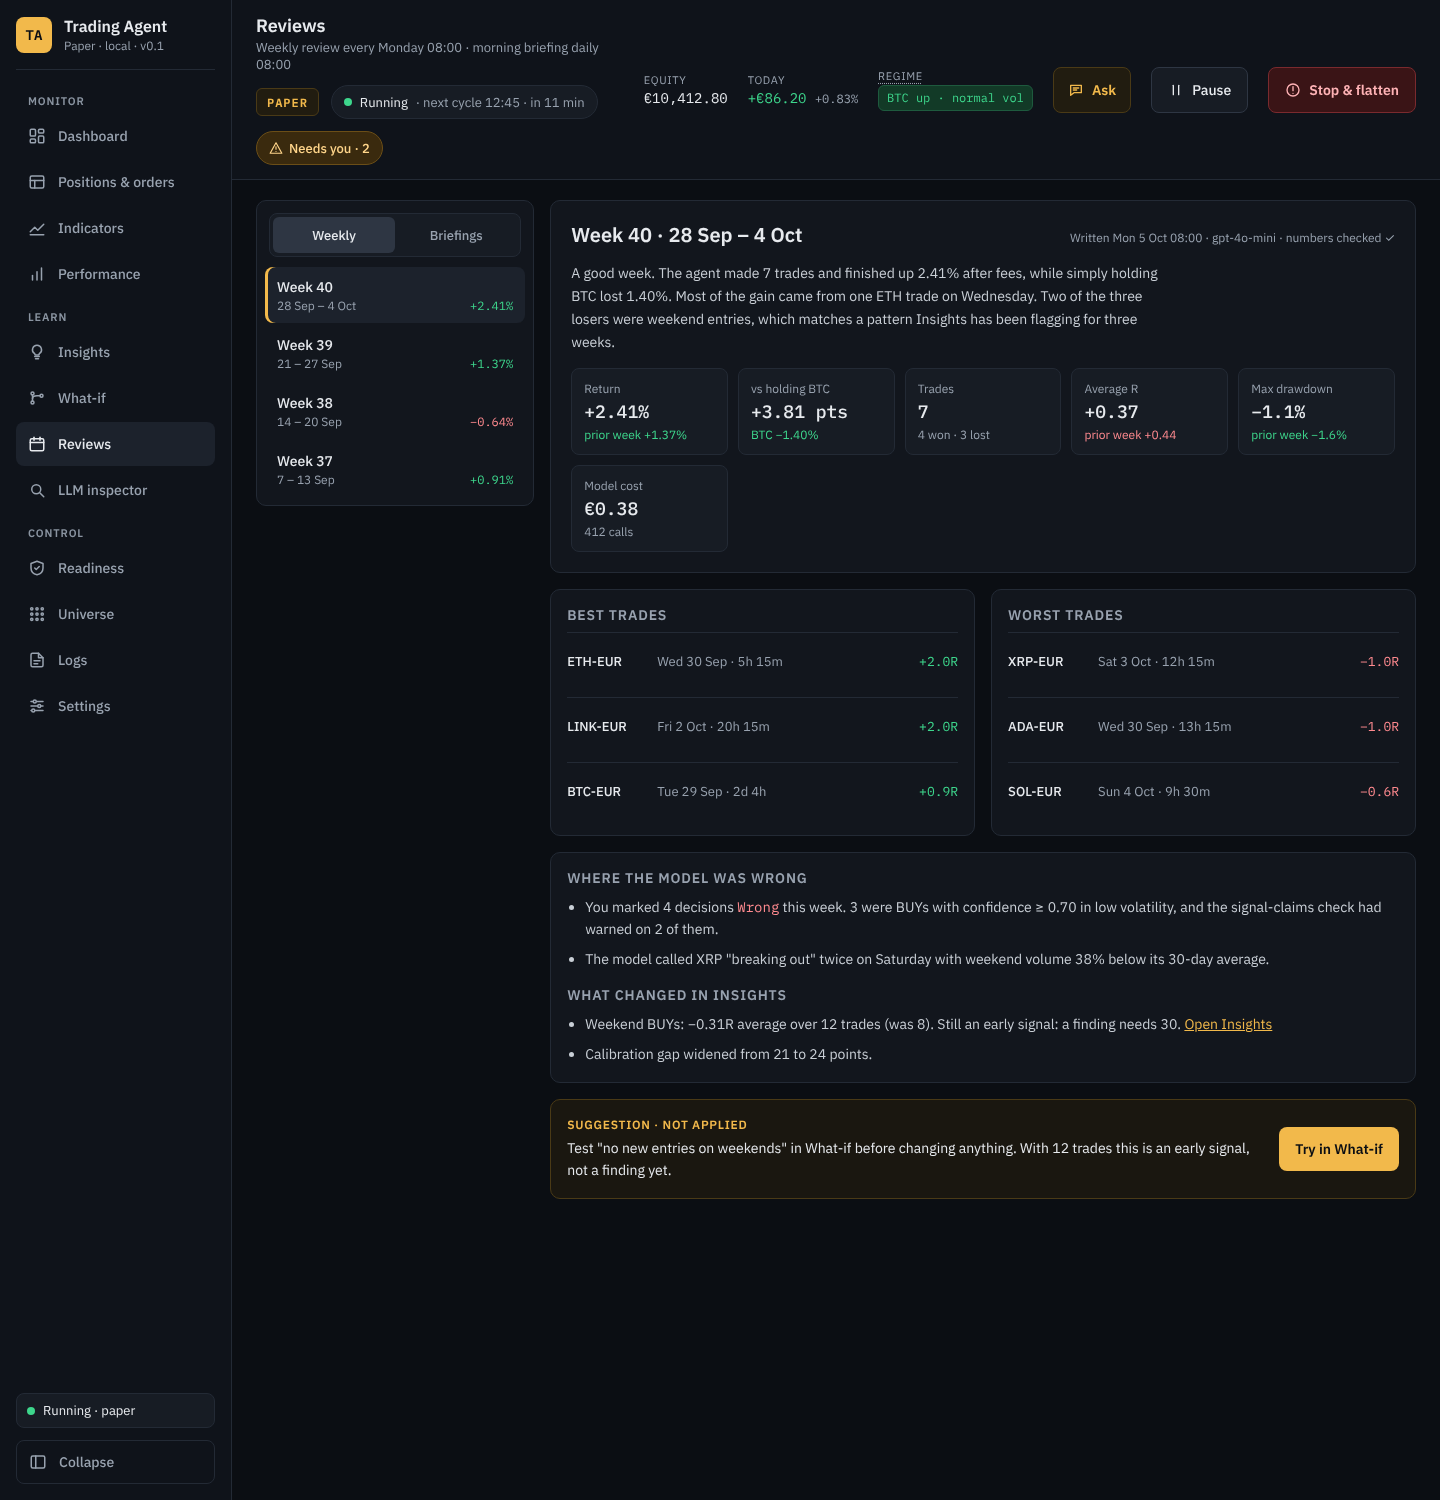 TA
Trading Agent
Paper · local · v0.1
MONITOR
Dashboard
Positions & orders
Indicators
Performance
LEARN
Insights
What-if
Reviews
LLM inspector
CONTROL
Readiness
Universe
Logs
Settings
Running · paper
Collapse
Reviews
Weekly review every Monday 08:00 · morning briefing daily
08:00
PAPER
Running · next cycle 12:45 · in 11 min
Needs you · 2
EQUITY
€10,412.80
TODAY
+€86.20 +0.83%
REGIME
BTC up · normal vol
Ask
Pause
Stop & flatten
Weekly
Briefings
Week 40
28 Sep – 4 Oct +2.41%
Week 39
21 – 27 Sep +1.37%
Week 38
14 – 20 Sep −0.64%
Week 37
7 – 13 Sep +0.91%
Week 40 · 28 Sep – 4 Oct
Written Mon 5 Oct 08:00 · gpt-4o-mini · numbers checked ✓
A good week. The agent made 7 trades and finished up 2.41% after fees, while simply holding
BTC lost 1.40%. Most of the gain came from one ETH trade on Wednesday. Two of the three
losers were weekend entries, which matches a pattern Insights has been flagging for three
weeks.
Return
+2.41%
prior week +1.37%
vs holding BTC
+3.81 pts
BTC −1.40%
Trades
7
4 won · 3 lost
Average R
+0.37
prior week +0.44
Max drawdown
−1.1%
prior week −1.6%
Model cost
€0.38
412 calls
BEST TRADES
ETH-EUR Wed 30 Sep · 5h 15m +2.0R
LINK-EUR Fri 2 Oct · 20h 15m +2.0R
BTC-EUR Tue 29 Sep · 2d 4h +0.9R
WORST TRADES
XRP-EUR Sat 3 Oct · 12h 15m −1.0R
ADA-EUR Wed 30 Sep · 13h 15m −1.0R
SOL-EUR Sun 4 Oct · 9h 30m −0.6R
WHERE THE MODEL WAS WRONG
• You marked 4 decisions Wrong this week. 3 were BUYs with confidence ≥ 0.70 in low volatility, and the signal-claims check had
warned on 2 of them.
• The model called XRP "breaking out" twice on Saturday with weekend volume 38% below its 30-day average.
WHAT CHANGED IN INSIGHTS
• Weekend BUYs: −0.31R average over 12 trades (was 8). Still an early signal: a finding needs 30. Open Insights
• Calibration gap widened from 21 to 24 points.
SUGGESTION · NOT APPLIED
Test "no new entries on weekends" in What-if before changing anything. With 12 trades this is an early signal,
not a finding yet.
Try in What-if